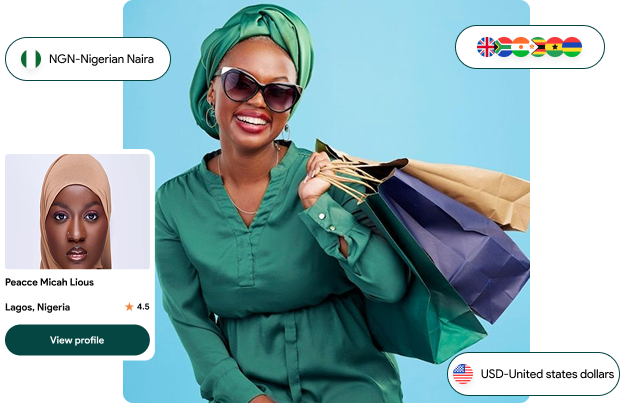 NGN-Nigerian Naira
Peacce Micah Lious
Lagos, Nigeria
4.5
View profile
USD-United states dollars